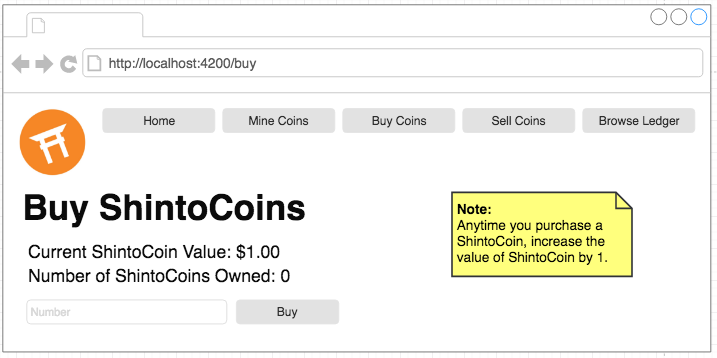 http://localhost:4200/buy
Home
Mine Coins
Buy Coins
Sell Coins
Browse Ledger
Buy ShintoCoins
Current ShintoCoin Value: $1.00
Number of ShintoCoins Owned: 0
Number
Buy
Note:
Anytime you purchase a
ShintoCoin, increase the
value of ShintoCoin by 1.